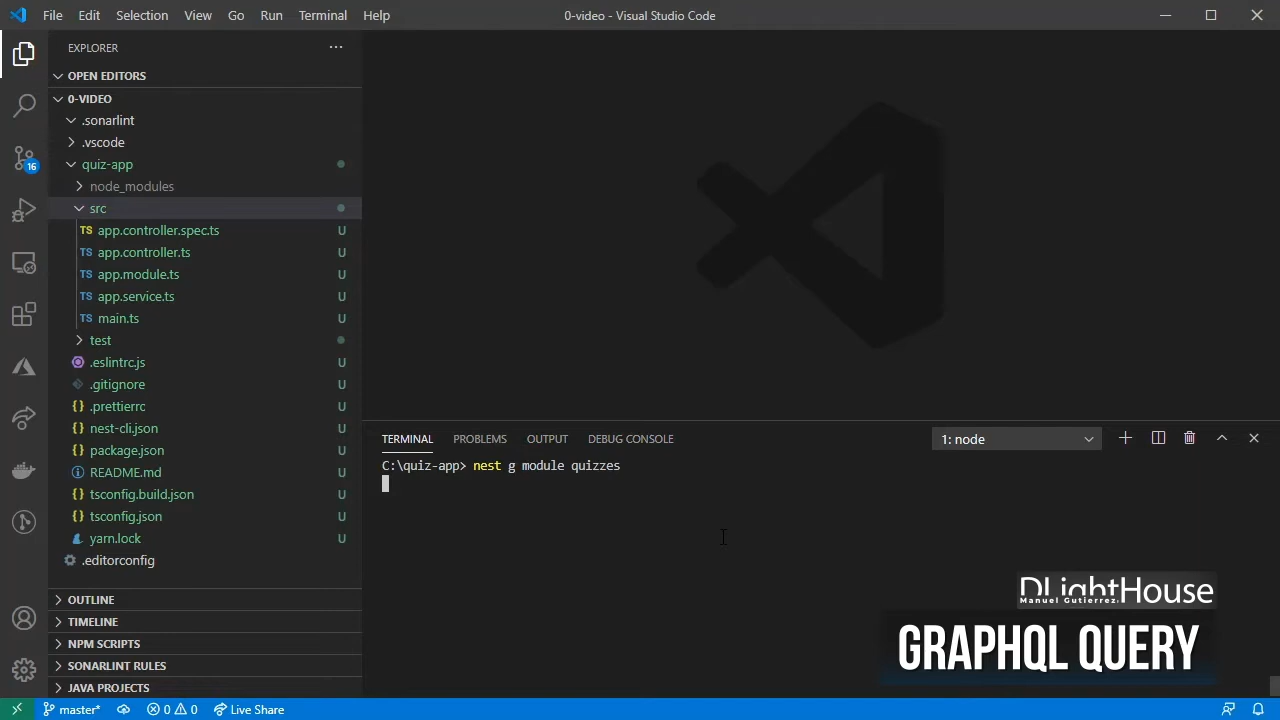 File Edit Selection View Go Run Terminal Help
0-video - Visual Studio Code
EXPLORER
OPEN EDITORS
0-VIDEO
.sonarlint
.vscode
quiz-app
node_modules
src
TS app.controller.spec.ts U
TS app.controller.ts U
TS app.module.ts U
TS app.service.ts U
TS main.ts U
test
.eslintrc.js U
.gitignore U
{} .prettierrc U
{} nest-cli.json U
{} package.json U
README.md U
{} tsconfig.build.json U
{} tsconfig.json U
yarn.lock U
.editorconfig
OUTLINE
TIMELINE
NPM SCRIPTS
SONARLINT RULES
JAVA PROJECTS
16
TERMINAL PROBLEMS OUTPUT DEBUG CONSOLE
1: node
C:\quiz-app> nest g module quizzes
DLightHouse
Manuel Gutierrez
GRAPHQL QUERY
master* 0 0 Live Share